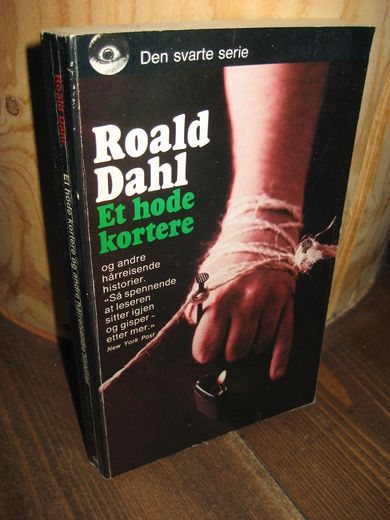 Den svarte serie
Roald
Dahl
Et hode
kortere
og andre
hårreisende
historier.
«Så spennende
at leseren
sitter igjen
og gisper –
etter mer.»
New York Post
Roald Dahl: Et hode kortere og andre hårreisende historier